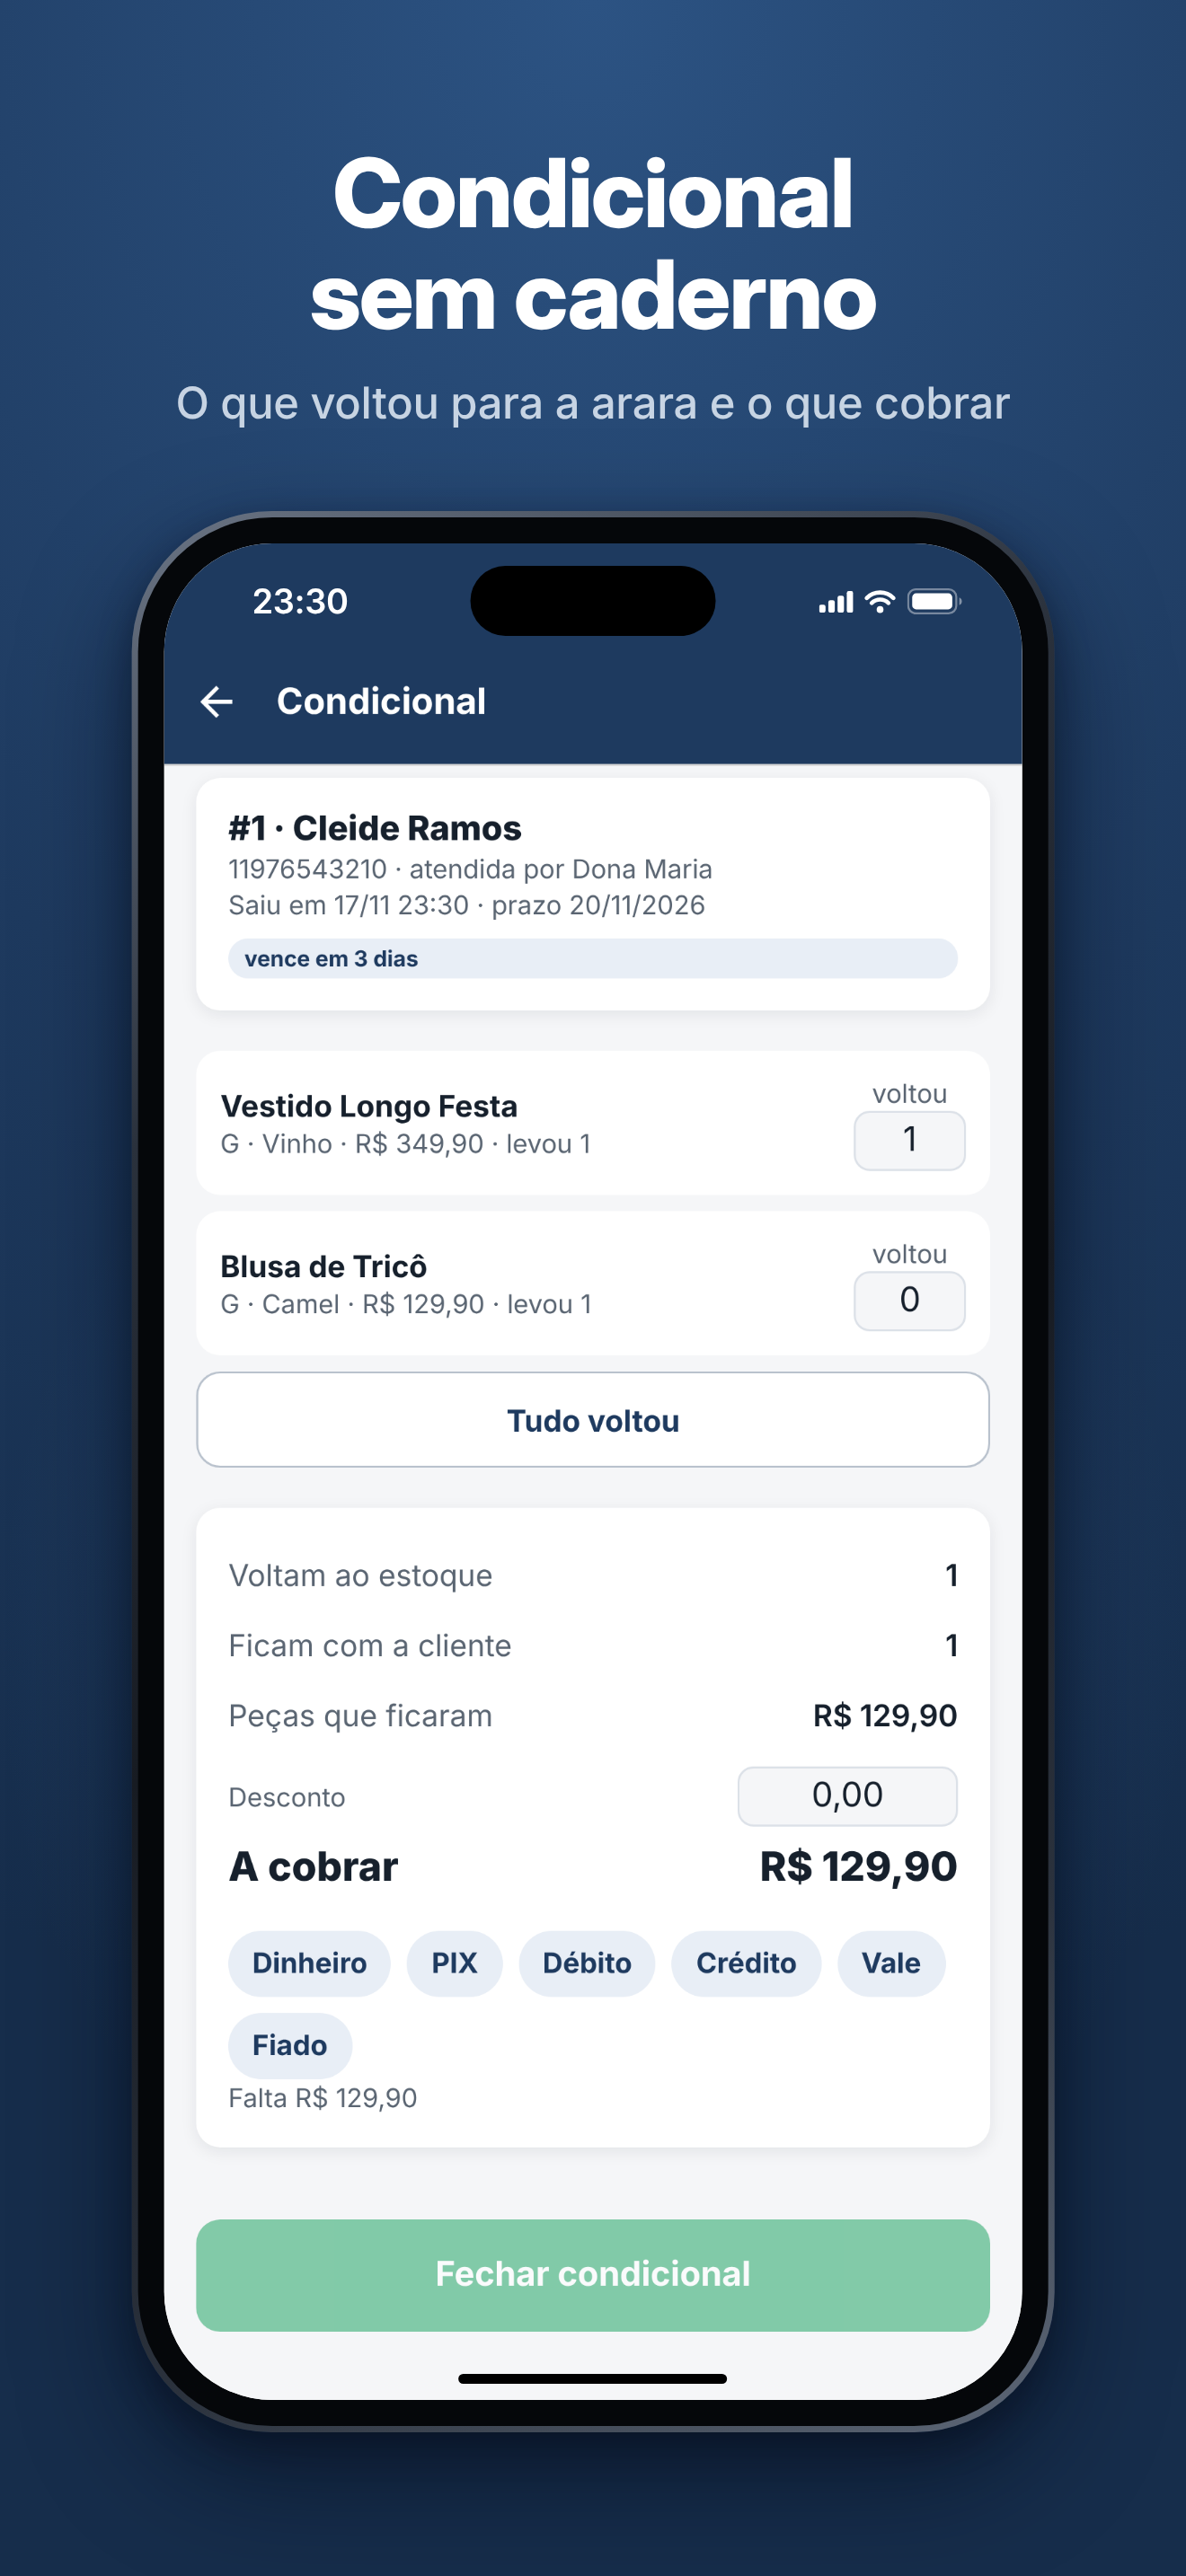 Condicional
sem caderno
O que voltou para a arara e o que cobrar
23:30
Condicional
#1 · Cleide Ramos
11976543210 · atendida por Dona Maria
Saiu em 17/11 23:30 · prazo 20/11/2026
vence em 3 dias
Vestido Longo Festa
G · Vinho · R$ 349,90 · levou 1
voltou
1
Blusa de Tricô
G · Camel · R$ 129,90 · levou 1
voltou
0
Tudo voltou
Voltam ao estoque 1
Ficam com a cliente 1
Peças que ficaram R$ 129,90
Desconto 0,00
A cobrar R$ 129,90
Dinheiro PIX Débito Crédito Vale
Fiado
Falta R$ 129,90
Fechar condicional